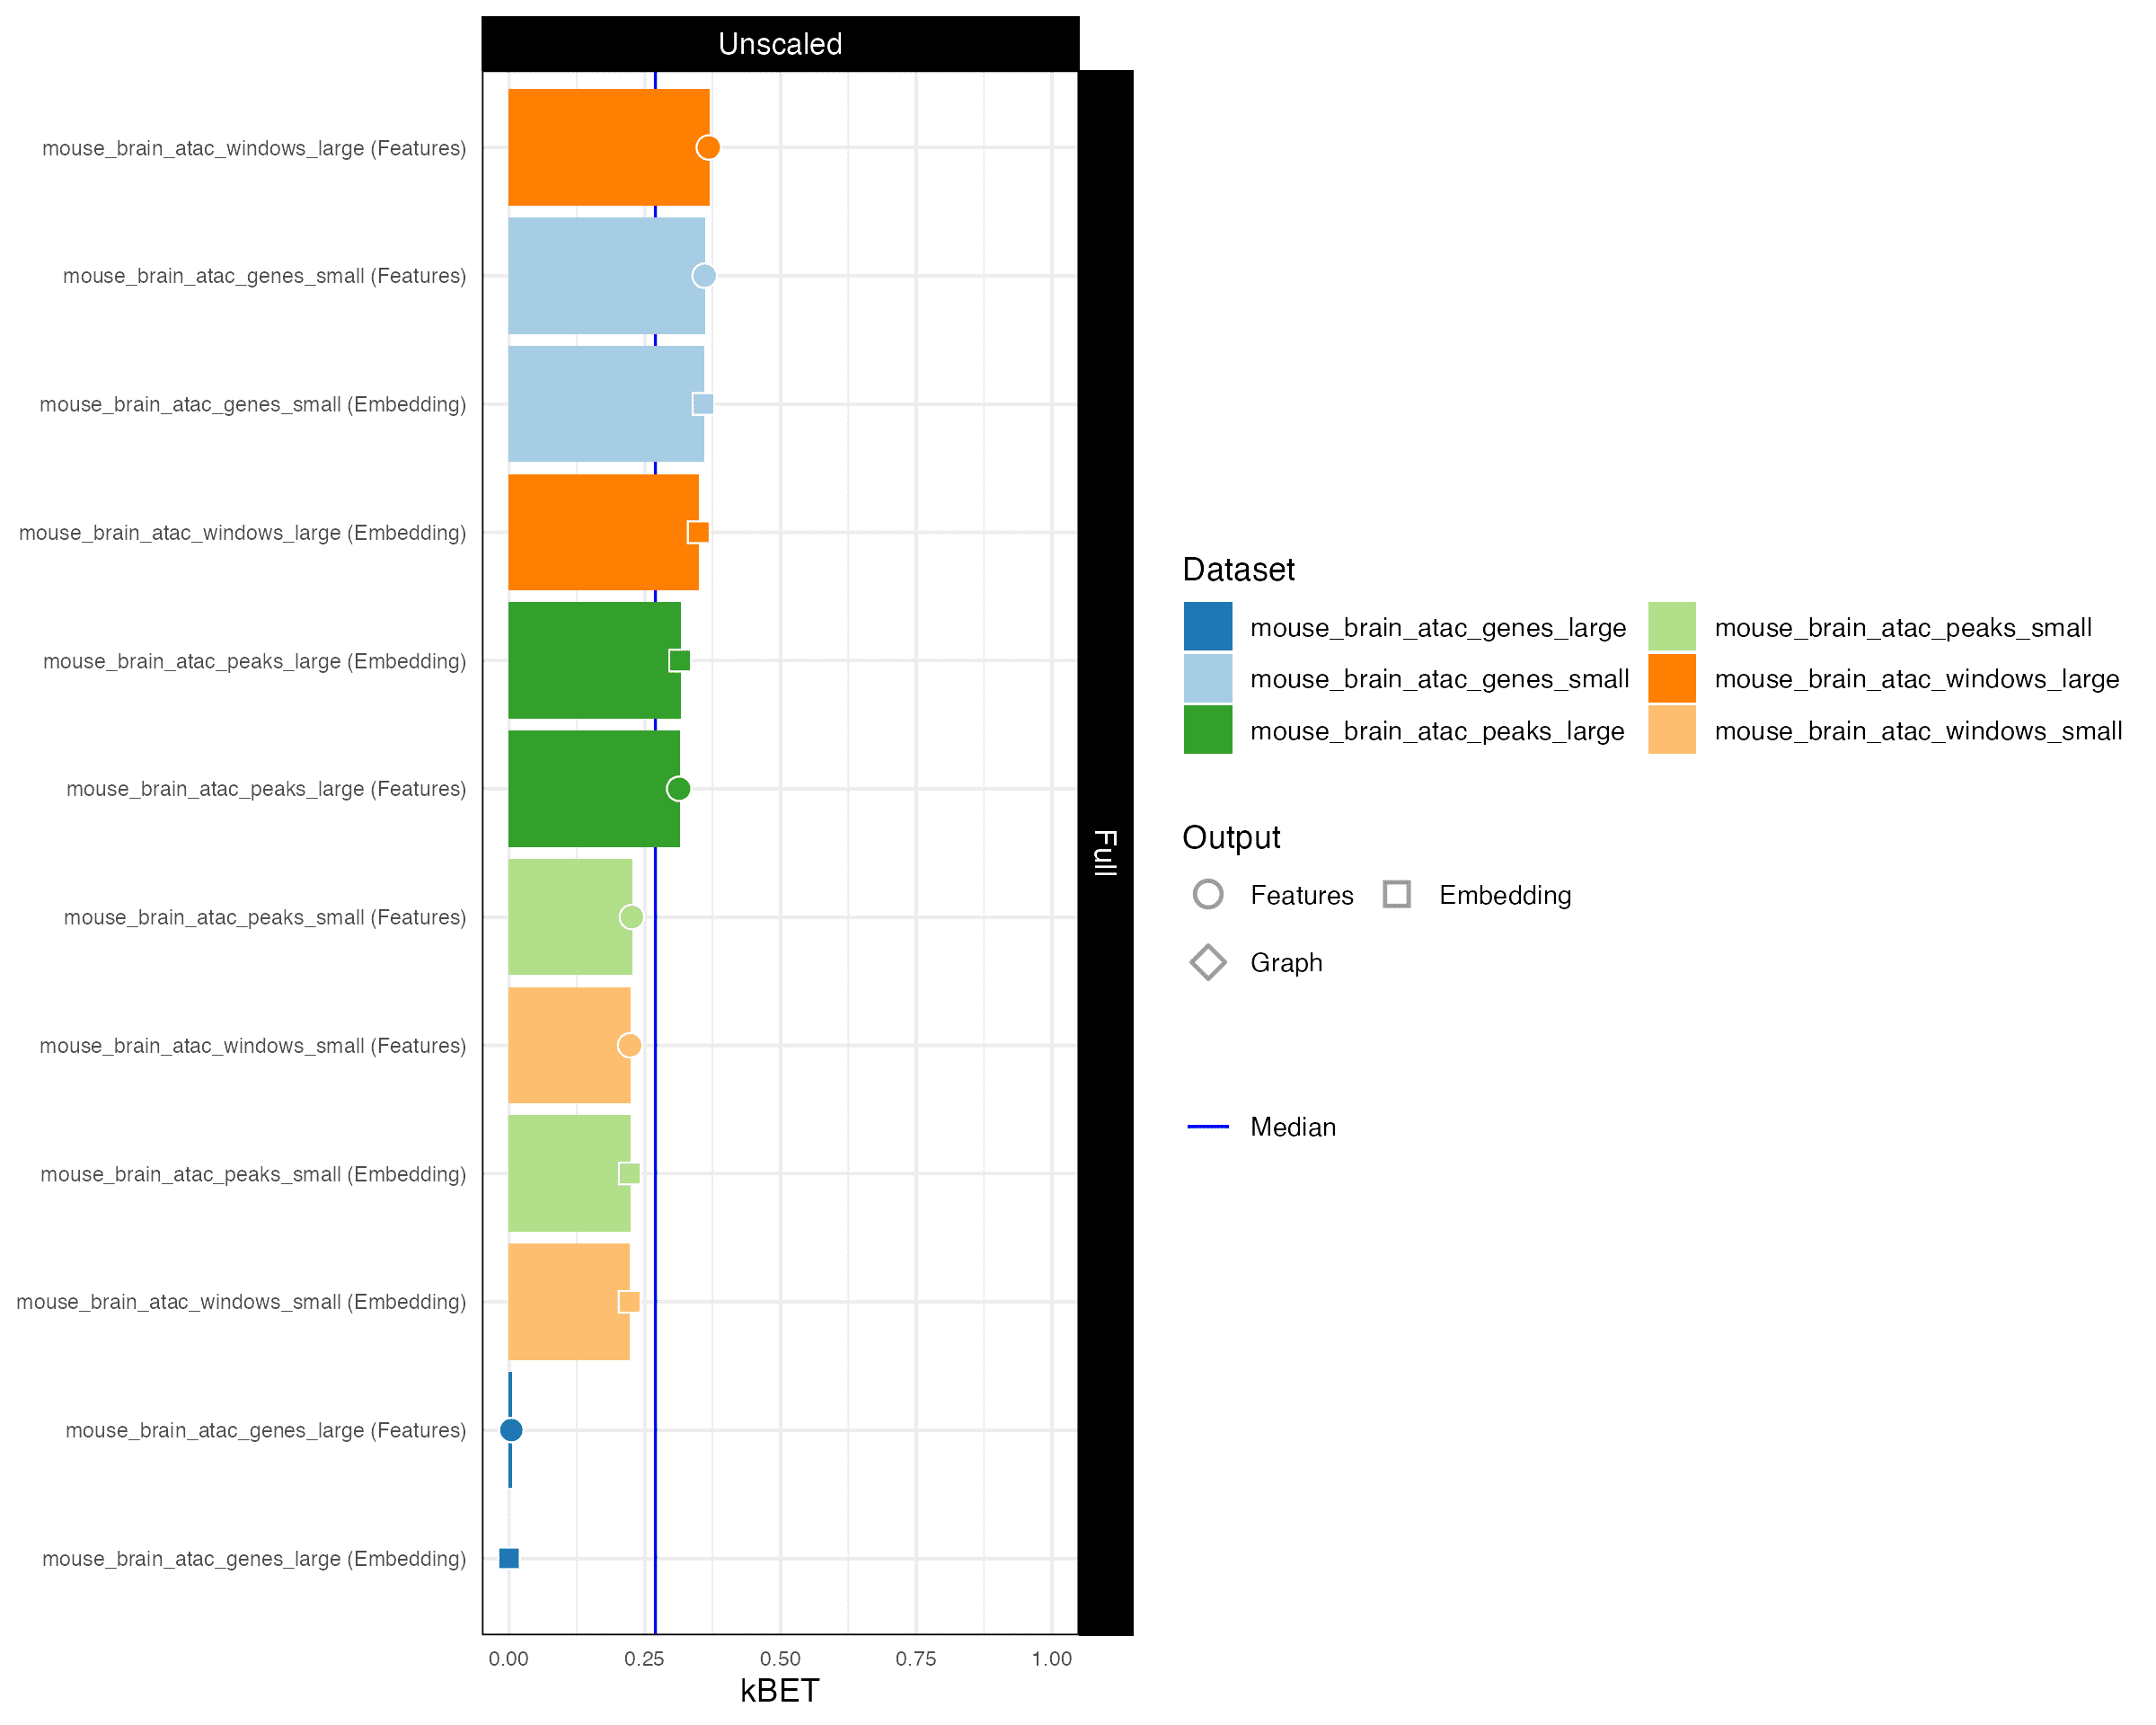 Unscaled
mouse_brain_atac_windows_large (Features)
mouse_brain_atac_genes_small (Features)
mouse_brain_atac_genes_small (Embedding)
mouse_brain_atac_windows_large (Embedding)
mouse_brain_atac_peaks_large (Embedding)
mouse_brain_atac_peaks_large (Features)
mouse_brain_atac_peaks_small (Features)
mouse_brain_atac_windows_small (Features)
mouse_brain_atac_peaks_small (Embedding)
mouse_brain_atac_windows_small (Embedding)
mouse_brain_atac_genes_large (Features)
mouse_brain_atac_genes_large (Embedding)
0.00 0.25 0.50 0.75 1.00
kBET
Full
Dataset
mouse_brain_atac_genes_large mouse_brain_atac_peaks_small
mouse_brain_atac_genes_small mouse_brain_atac_windows_large
mouse_brain_atac_peaks_large mouse_brain_atac_windows_small
Output
Features Embedding
Graph
Median